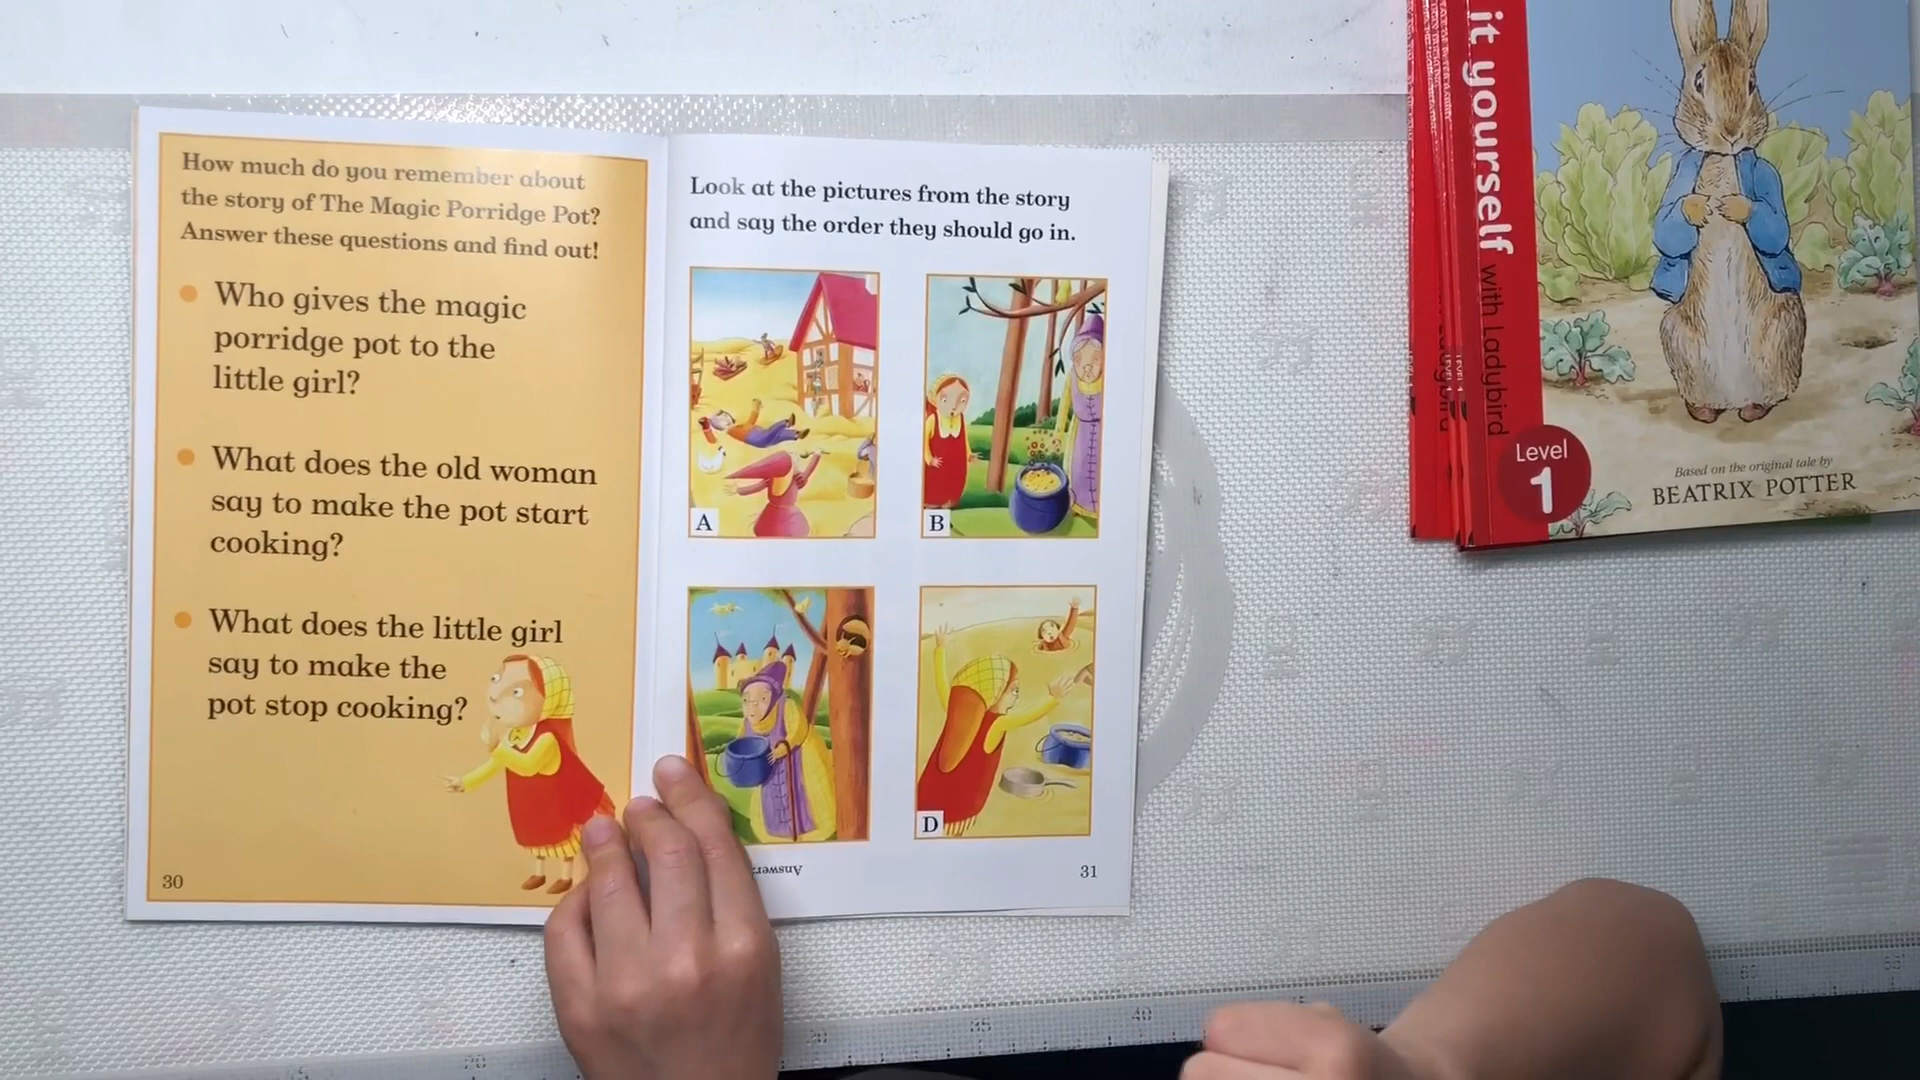 How much do you remember about
the story of The Magic Porridge Pot?
Answer these questions and find out!
Who gives the magic
porridge pot to the
little girl?
What does the old woman
say to make the pot start
cooking?
What does the little girl
say to make the
pot stop cooking?
30
Look at the pictures from the story
and say the order they should go in.
A
B
D
Answer:
31
it yourself with Ladybird
Level
1
Based on the original tale by
BEATRIX POTTER